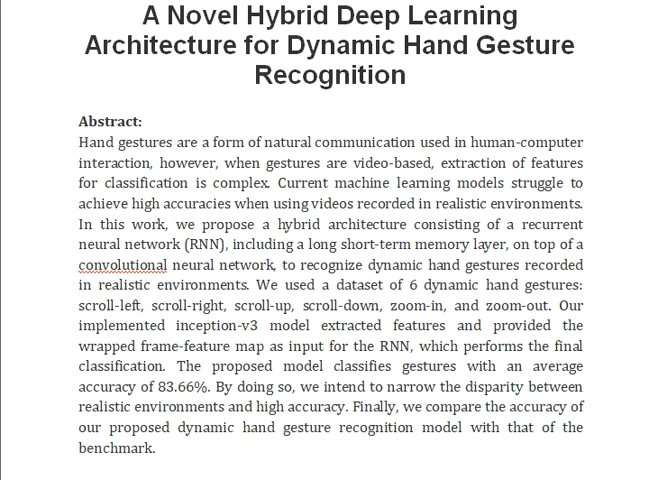 A Novel Hybrid Deep Learning
Architecture for Dynamic Hand Gesture
Recognition
Abstract:
Hand gestures are a form of natural communication used in human-computer
interaction, however, when gestures are video-based, extraction of features
for classification is complex. Current machine learning models struggle to
achieve high accuracies when using videos recorded in realistic environments.
In this work, we propose a hybrid architecture consisting of a recurrent
neural network (RNN), including a long short-term memory layer, on top of a
convolutional neural network, to recognize dynamic hand gestures recorded
in realistic environments. We used a dataset of 6 dynamic hand gestures:
scroll-left, scroll-right, scroll-up, scroll-down, zoom-in, and zoom-out. Our
implemented inception-v3 model extracted features and provided the
wrapped frame-feature map as input for the RNN, which performs the final
classification. The proposed model classifies gestures with an average
accuracy of 83.66%. By doing so, we intend to narrow the disparity between
realistic environments and high accuracy. Finally, we compare the accuracy of
our proposed dynamic hand gesture recognition model with that of the
benchmark.